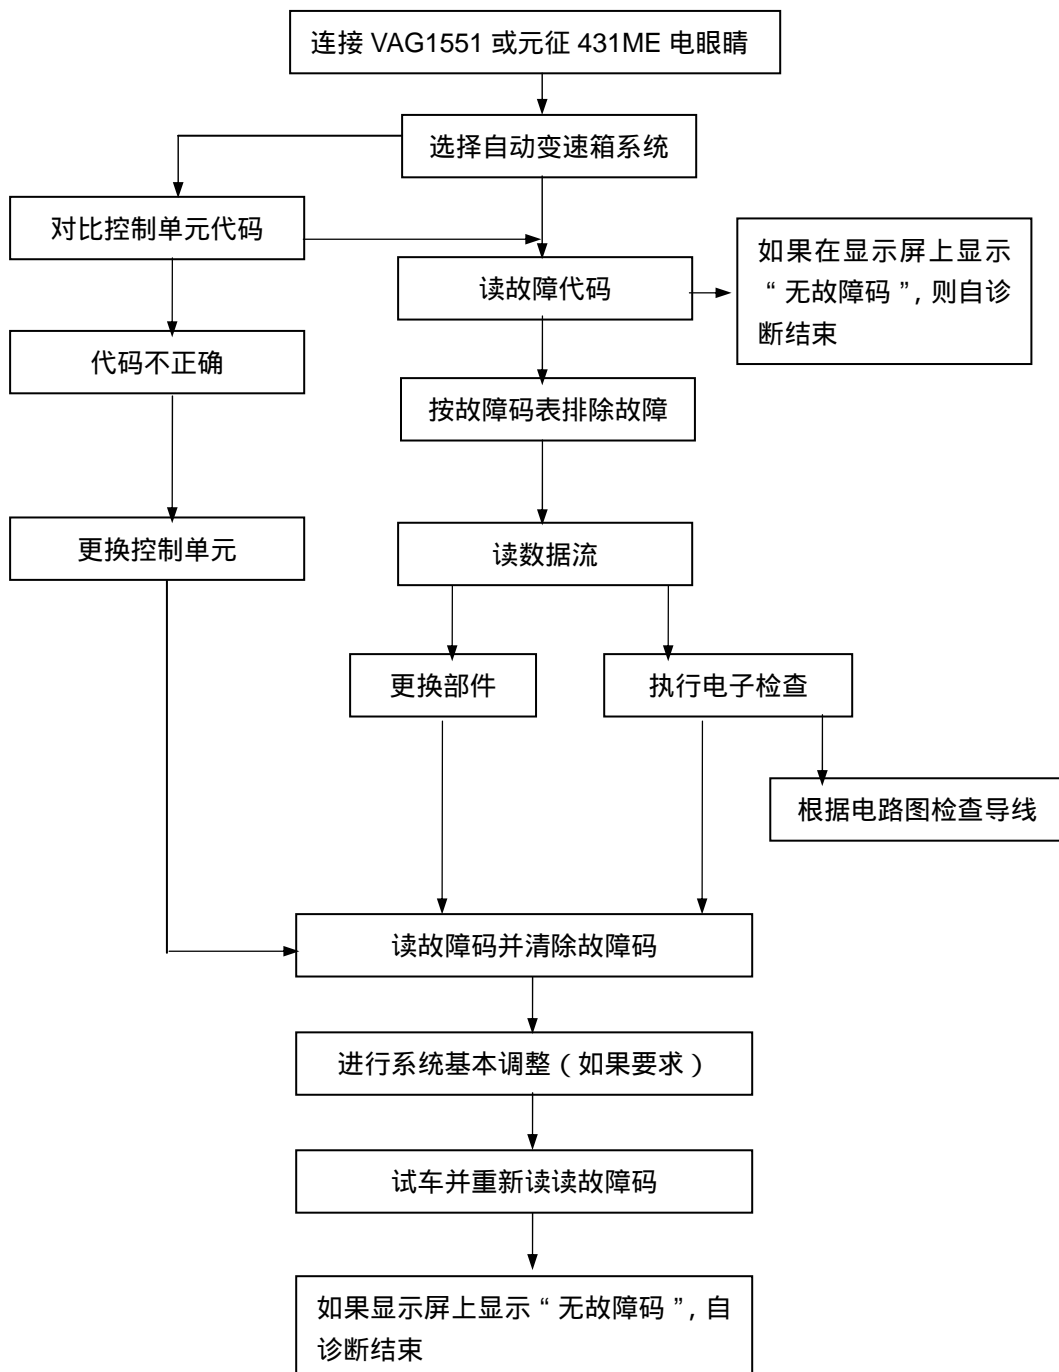 连接 VAG1551 或元征 431ME 电眼睛
选择自动变速箱系统
对比控制单元代码
如果在显示屏上显示
“无故障码”，则自诊
断结束
读故障代码
代码不正确
按故障码表排除故障
更换控制单元
读数据流
更换部件
执行电子检查
根据电路图检查导线
读故障码并清除故障码
进行系统基本调整（如果要求）
试车并重新读读故障码
如果显示屏上显示“无故障码”，自
诊断结束